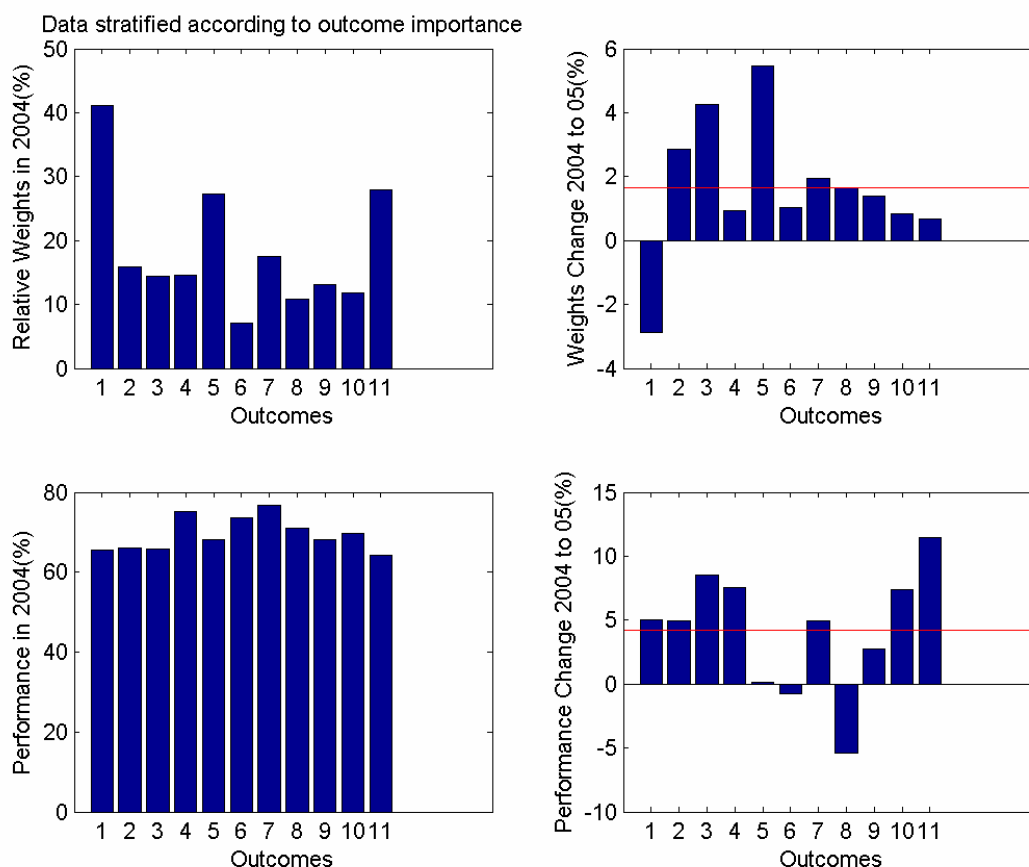 Data stratified according to outcome importance
Relative Weights in 2004(%)
50
40
30
20
10
0
1 2 3 4 5 6 7 8 9 10 11
Outcomes
Weights Change 2004 to 05(%)
6
4
2
0
-2
-4
1 2 3 4 5 6 7 8 9 10 11
Outcomes
Performance in 2004(%)
80
60
40
20
0
1 2 3 4 5 6 7 8 9 10 11
Outcomes
Performance Change 2004 to 05(%)
15
10
5
0
-5
-10
1 2 3 4 5 6 7 8 9 10 11
Outcomes